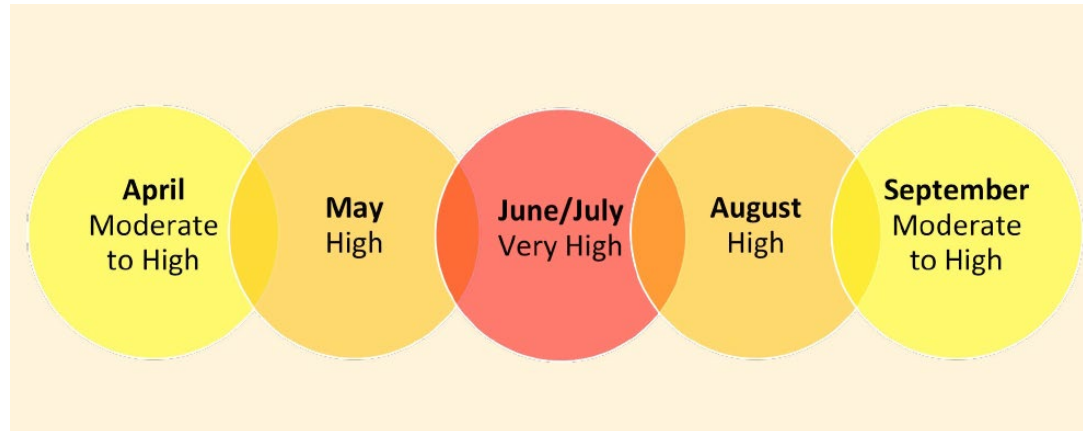 April
Moderate
to High
May
High
June/July
Very High
August
High
September
Moderate
to High